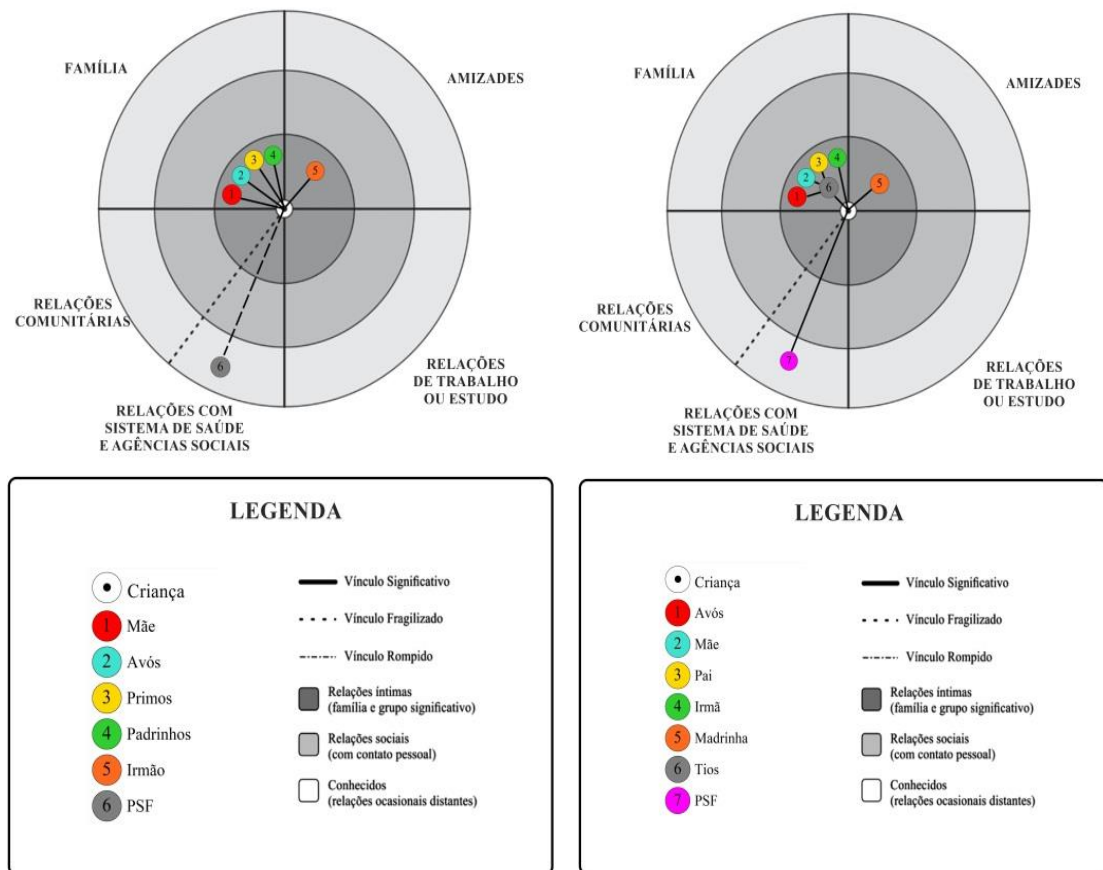 FAMÍLIA
AMIZADES
4
3
5
2
1
RELAÇÕES
COMUNITÁRIAS
6
RELAÇÕES
DE TRABALHO
OU ESTUDO
RELAÇÕES COM
SISTEMA DE SAÚDE
E AGÊNCIAS SOCIAIS
FAMÍLIA
AMIZADES
4
3
5
2
6
1
RELAÇÕES
COMUNITÁRIAS
7
RELAÇÕES
DE TRABALHO
OU ESTUDO
RELAÇÕES COM
SISTEMA DE SAÚDE
E AGÊNCIAS SOCIAIS
LEGENDA
Criança
1 Mãe
2 Avós
3 Primos
4 Padrinhos
5 Irmão
6 PSF
Vínculo Significativo
Vínculo Fragilizado
Vínculo Rompido
Relações íntimas
(família e grupo significativo)
Relações sociais
(com contato pessoal)
Conhecidos
(relações ocasionais distantes)
LEGENDA
Criança
1 Avós
2 Mãe
3 Pai
4 Irmã
5 Madrinha
6 Tios
7 PSF
Vínculo Significativo
Vínculo Fragilizado
Vínculo Rompido
Relações íntimas
(família e grupo significativo)
Relações sociais
(com contato pessoal)
Conhecidos
(relações ocasionais distantes)